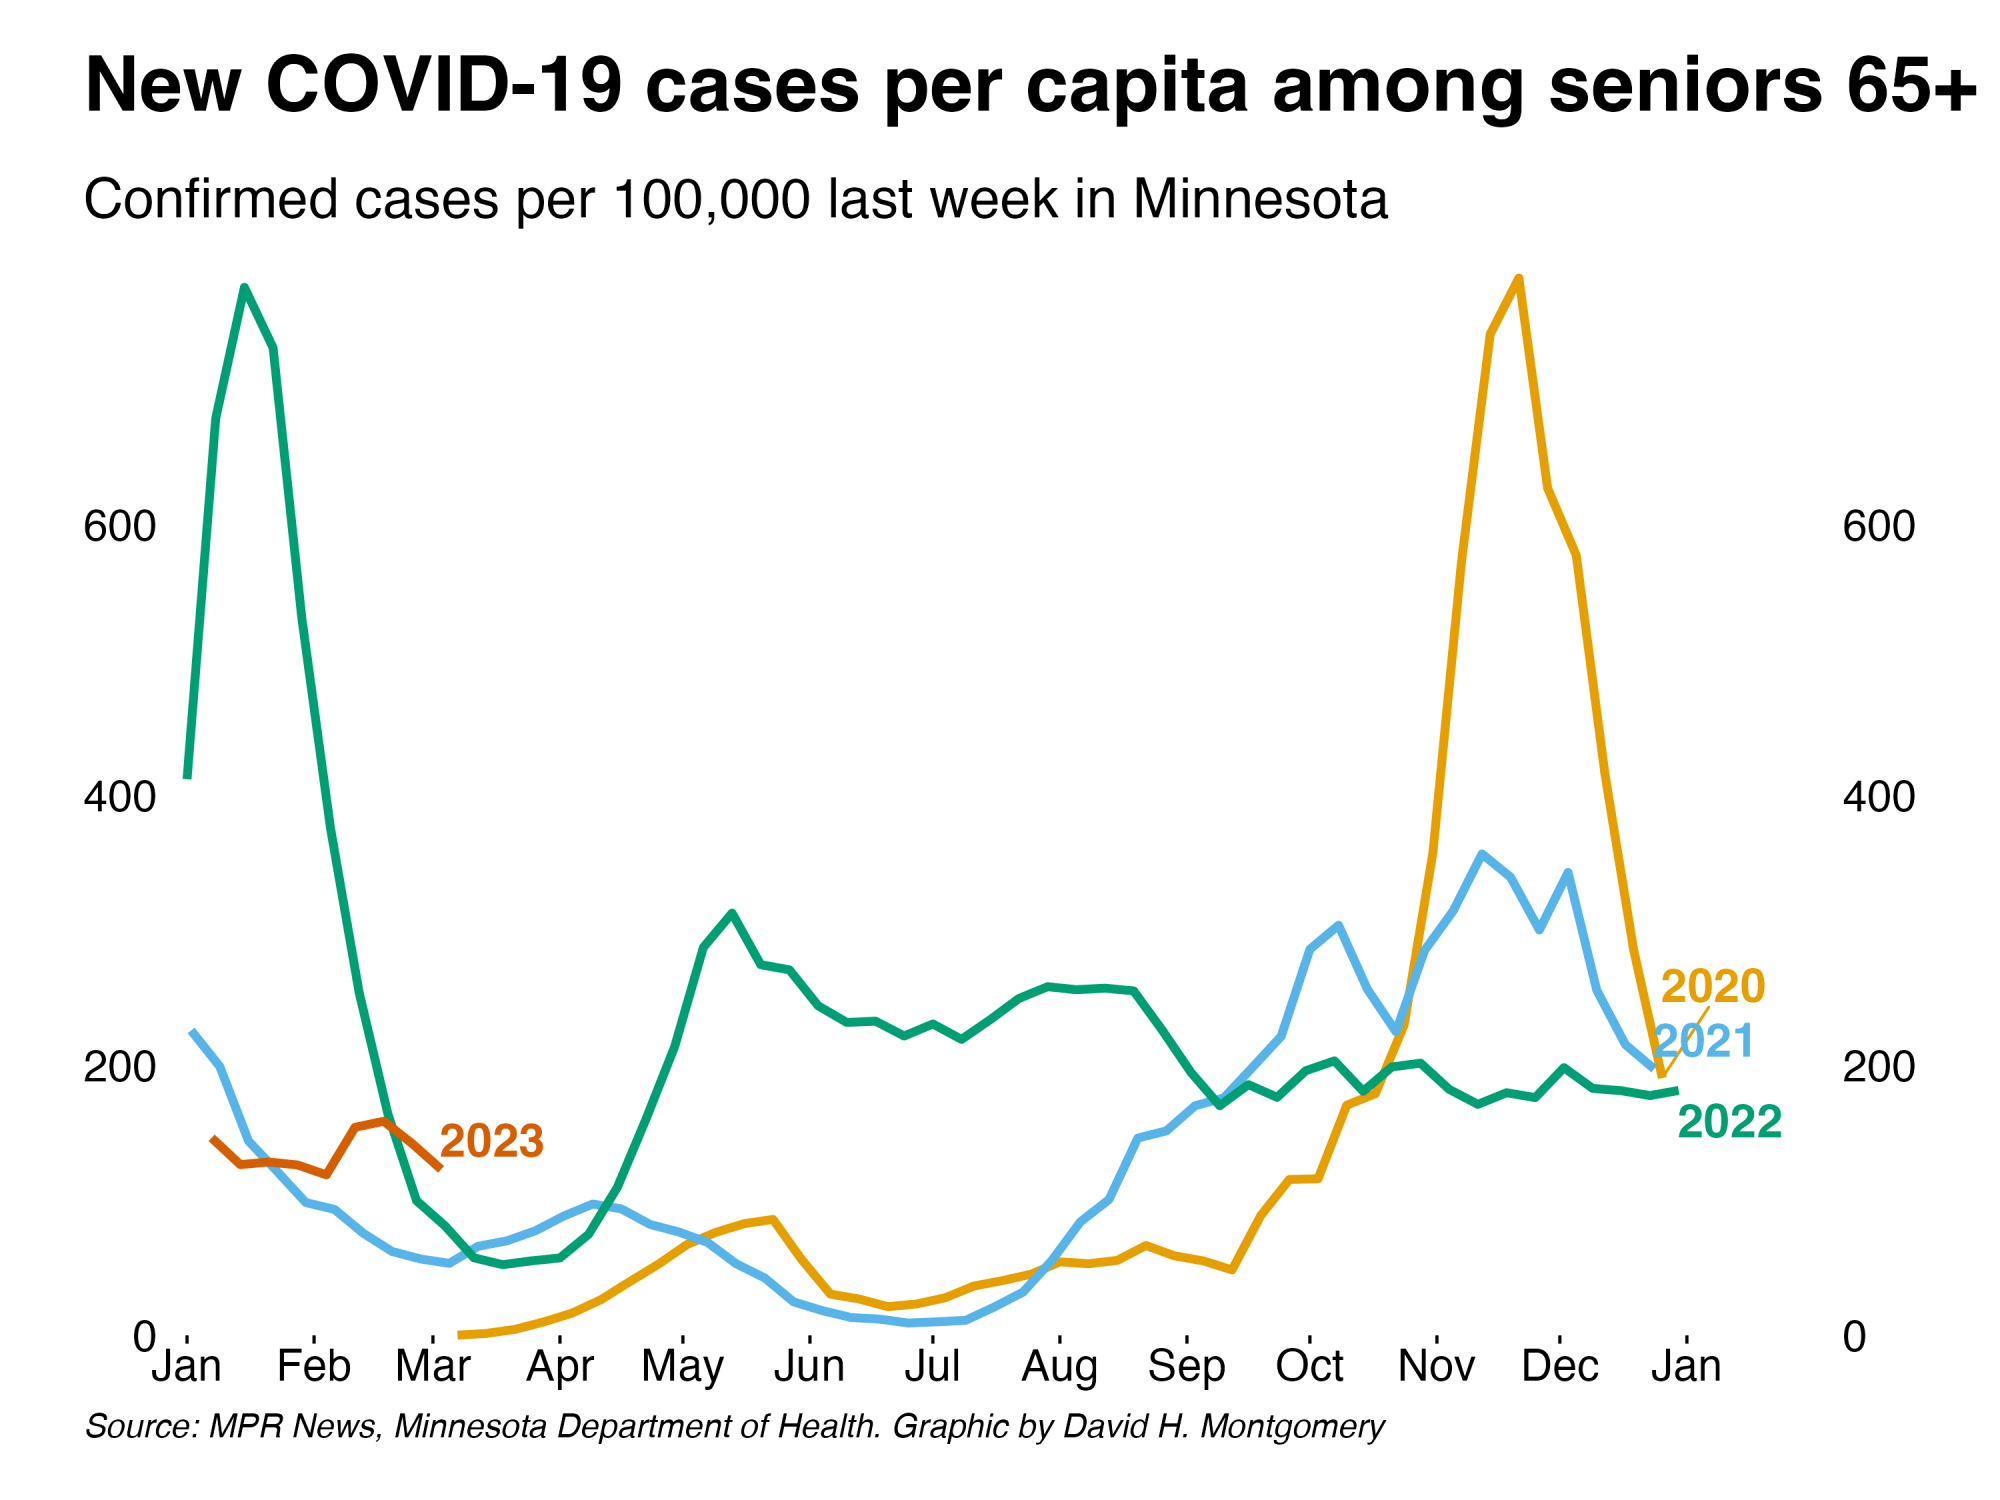 New COVID-19 cases per capita among seniors 65+
Confirmed cases per 100,000 last week in Minnesota
600 600
400 400
2020
2021
200 200
2022
2023
0 0
Jan Feb Mar Apr May Jun Jul Aug Sep Oct Nov Dec Jan
Source: MPR News, Minnesota Department of Health. Graphic by David H. Montgomery